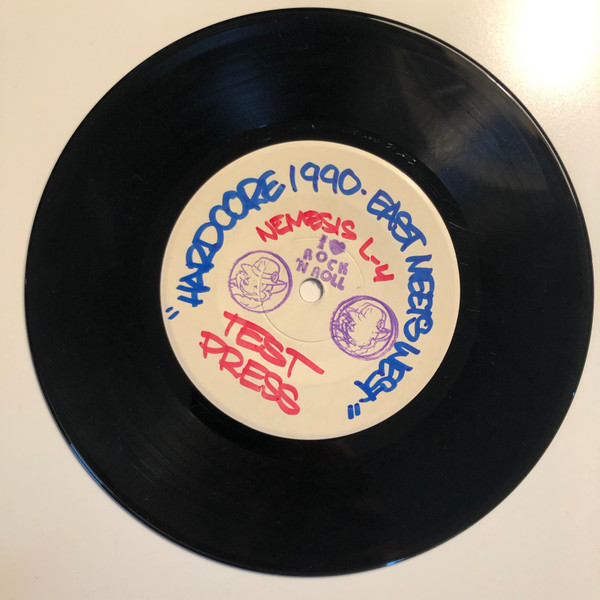 "HARDCORE 1990. EAST MEETS WEST"
NEMESIS L-4
I ♥
ROCK
'N ROLL
TEST
PRESS